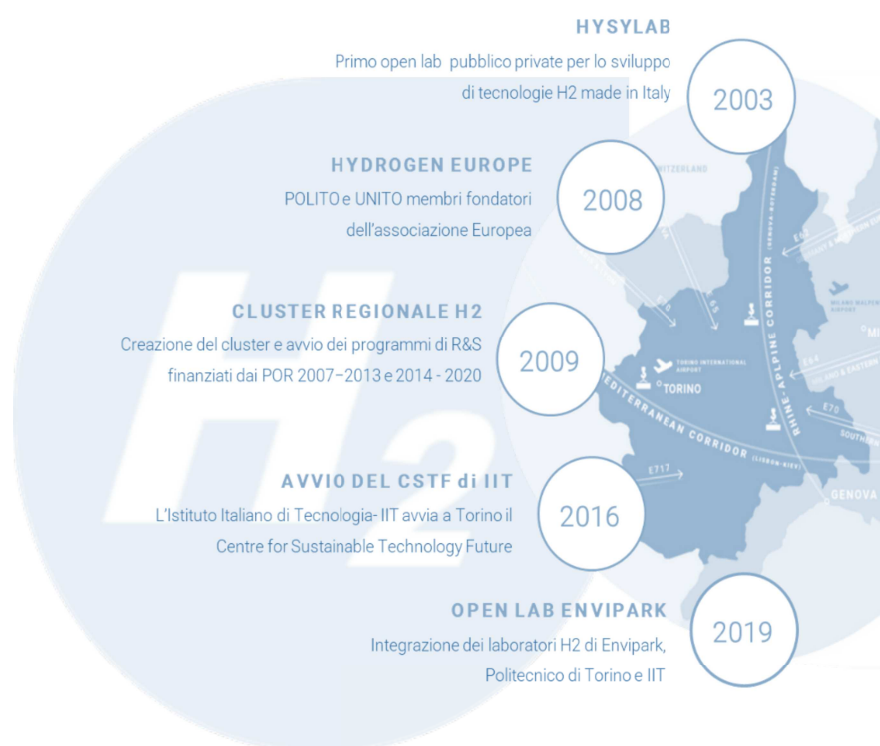 HYSYLAB
Primo open lab pubblico private per lo sviluppo
di tecnologie H2 made in Italy
2003
HYDROGEN EUROPE
POLITO e UNITO membri fondatori
dell'associazione Europea
2008
CLUSTER REGIONALE H2
Creazione del cluster e avvio dei programmi di R&S
finanziati dai POR 2007–2013 e 2014 - 2020
2009
AVVIO DEL CSTF di IIT
L'Istituto Italiano di Tecnologia- IIT avvia a Torino il
Centre for Sustainable Technology Future
2016
OPEN LAB ENVIPARK
Integrazione dei laboratori H2 di Envipark,
Politecnico di Torino e IIT
2019
H2
RHINE-APLPINE CORRIDOR
MEDITERRANEAN CORRIDOR (LISBON-KIEV)
TORINO INTERNATIONAL
AIRPORT
TORINO
E62
E64
E70
E717
SOUTHERN
GENOVA
AIRPORT